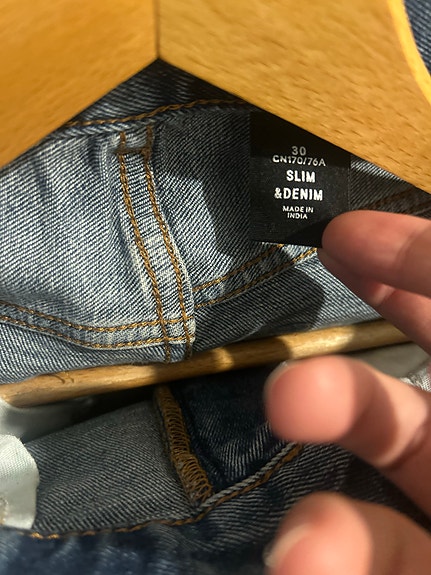 30
CN170/76A
SLIM
&DENIM
MADE IN
INDIA